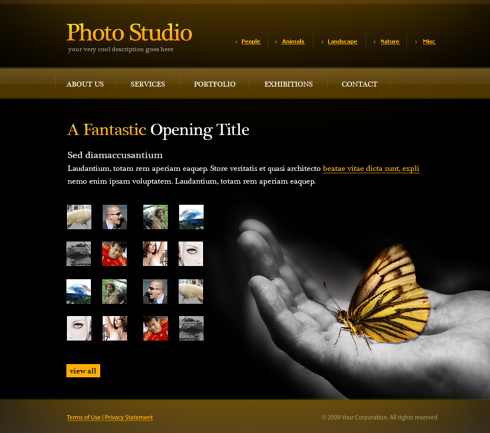 Photo Studio
your very cool description goes here
People Animals Landscape Nature Misc
ABOUT US SERVICES PORTFOLIO EXHIBITIONS CONTACT
A Fantastic Opening Title
Sed diamaccusantium
Laudantium, totam rem aperiam eaquep. Store veritatis et quasi architecto beatae vitae dicta sunt, expli
nemo enim ipsam voluptatem. Laudantium, totam rem aperiam eaquep.
view all
Terms of Use | Privacy Statement © 2009 Your Corporation. All rights reserved